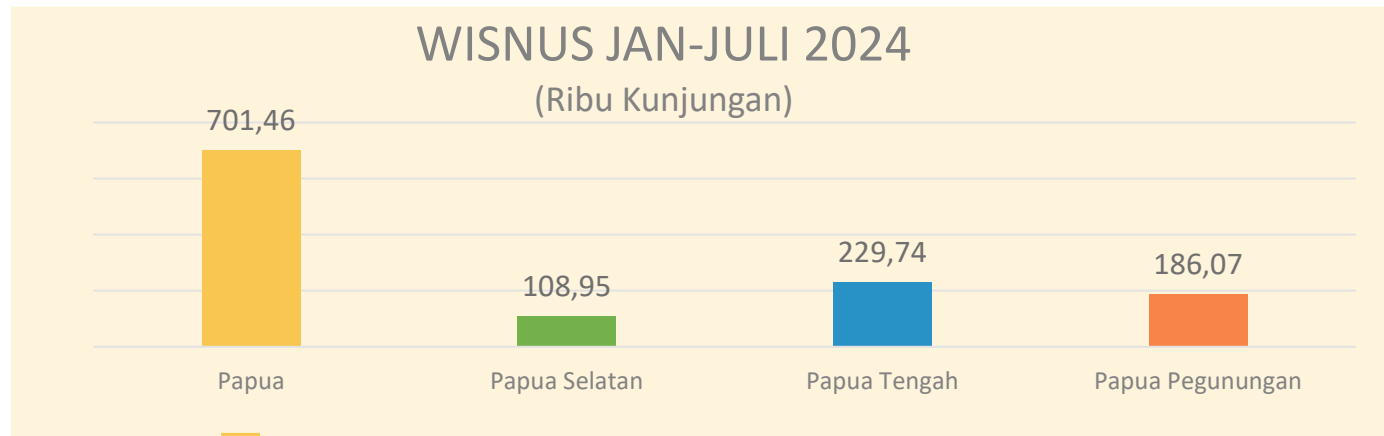 WISNUS JAN-JULI 2024
(Ribu Kunjungan)
701,46
108,95
229,74
186,07
Papua
Papua Selatan
Papua Tengah
Papua Pegunungan